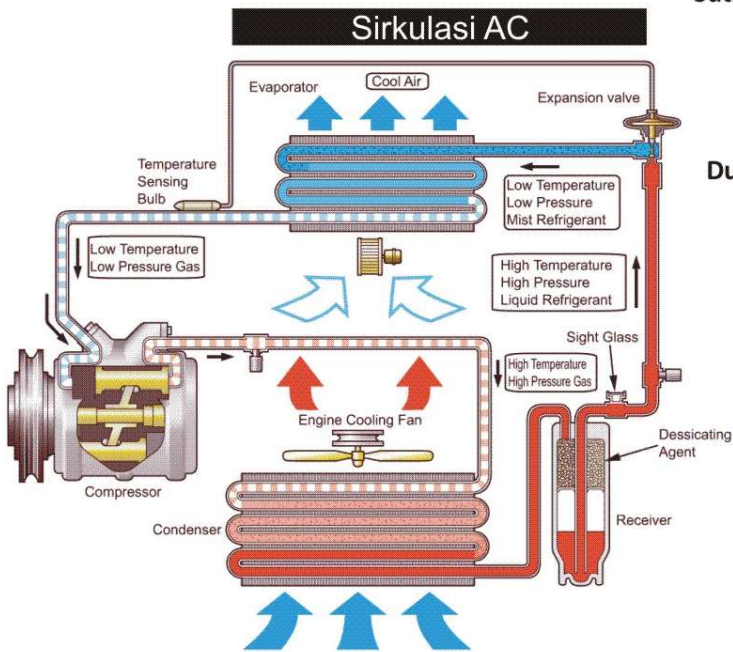 Sirkulasi AC
Evaporator
Cool Air
Expansion valve
Temperature
Sensing
Bulb
Low Temperature
Low Pressure
Mist Refrigerant
Du
Low Temperature
Low Pressure Gas
High Temperature
High Pressure
Liquid Refrigerant
Sight Glass
High Temperature
High Pressure Gas
Engine Cooling Fan
Dessicating
Agent
Compressor
Condenser
Receiver